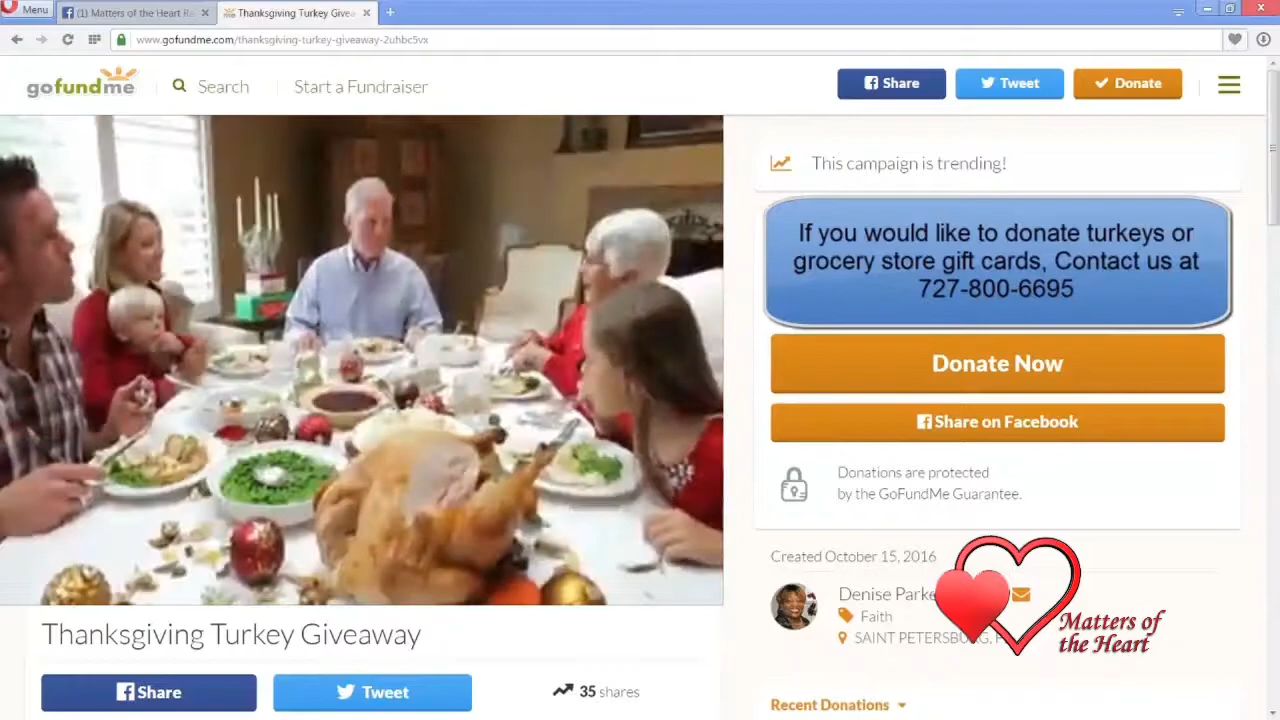 Menu
(1) Matters of the Heart Ra
Thanksgiving Turkey Givea
www.gofundme.com/thanksgiving-turkey-giveaway-2uhbc5vx
gofundme
Search
Start a Fundraiser
Share
Tweet
Donate
This campaign is trending!
If you would like to donate turkeys or
grocery store gift cards, Contact us at
727-800-6695
Donate Now
Share on Facebook
Donations are protected
by the GoFundMe Guarantee.
Created October 15, 2016
Denise Parke
Faith
SAINT PETERSBURG, F
Matters of
the Heart
Thanksgiving Turkey Giveaway
Share
Tweet
35 shares
Recent Donations